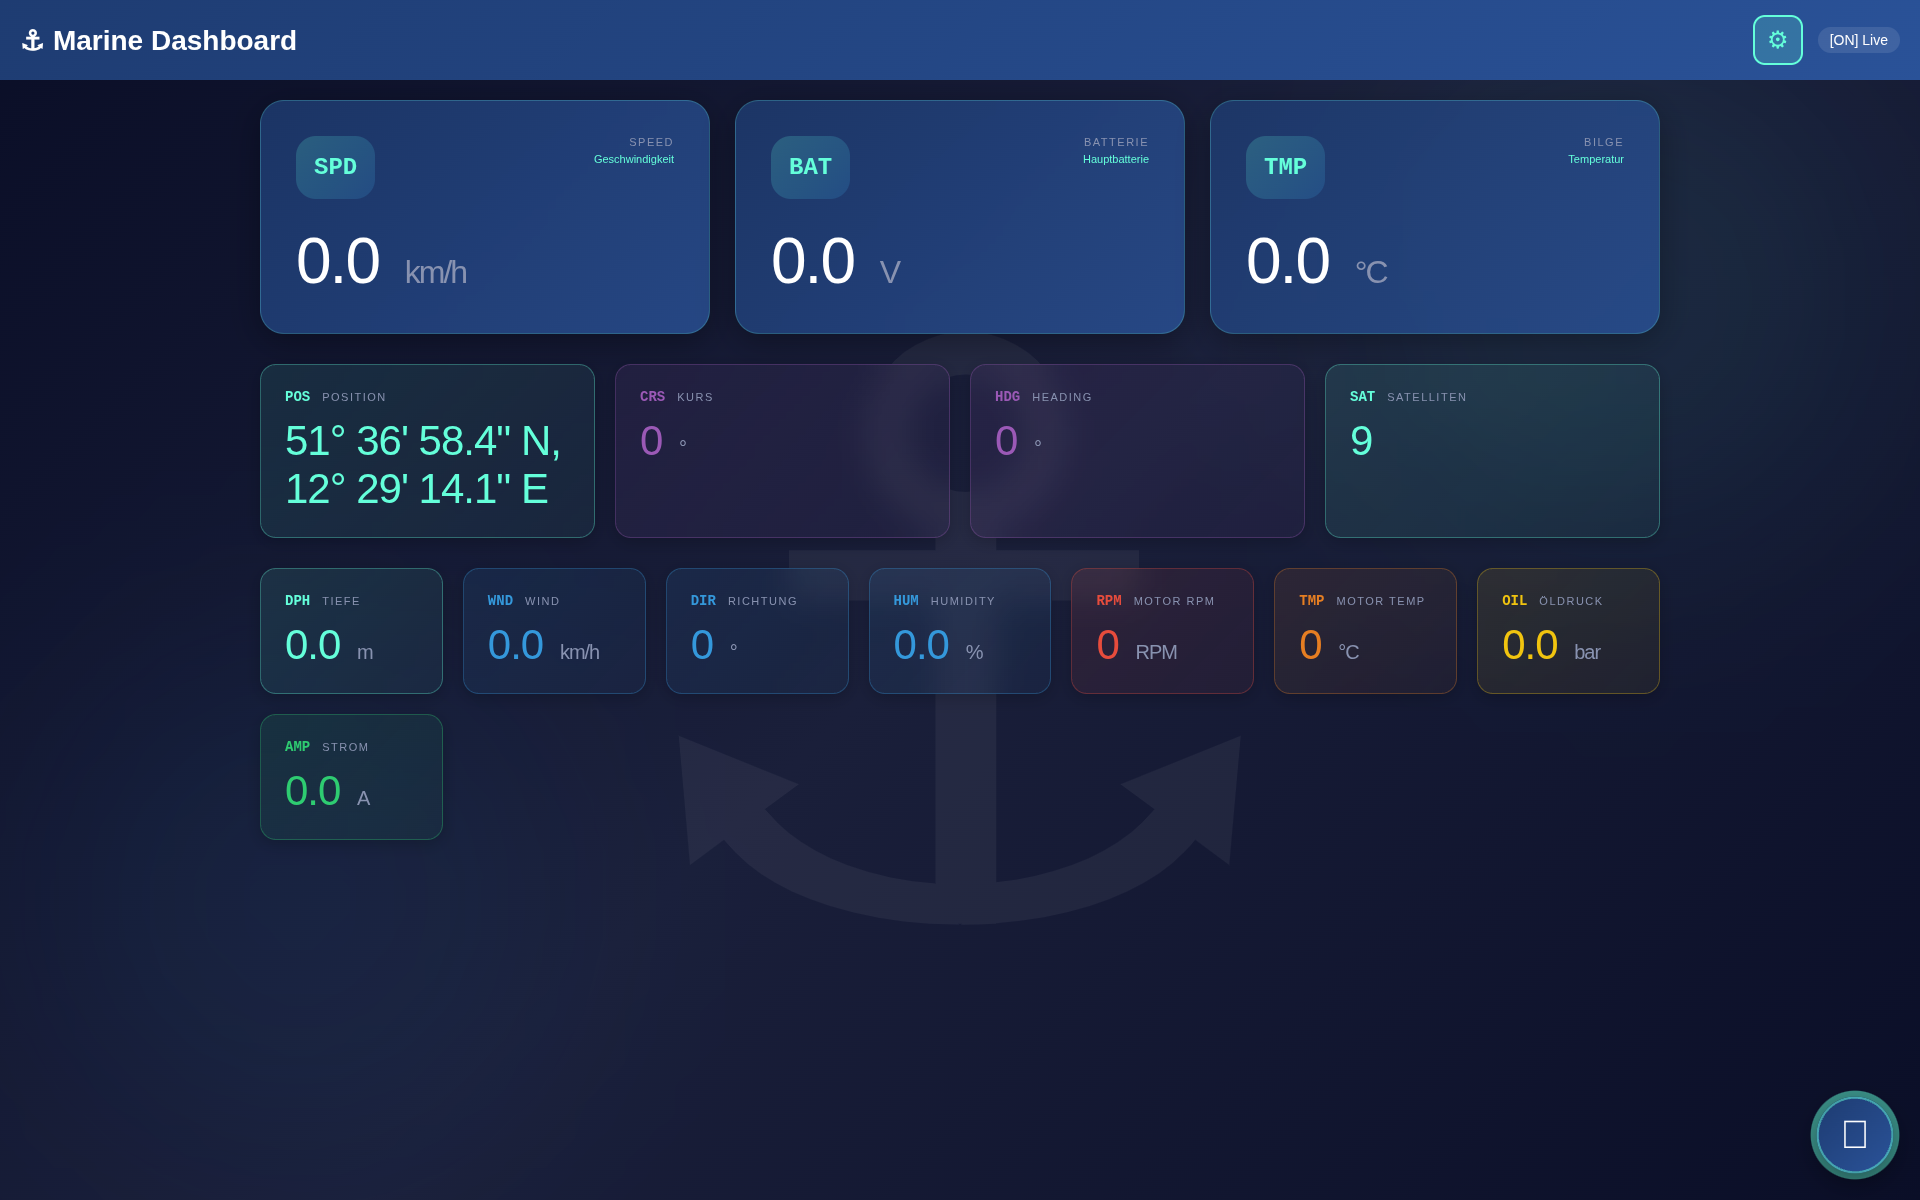 ⚓ Marine Dashboard
⚙
[ON] Live
SPD
SPEED
Geschwindigkeit
0.0 km/h
BAT
BATTERIE
Hauptbatterie
0.0 V
TMP
BILGE
Temperatur
0.0 °C
POS POSITION
51° 36' 58.4" N,
12° 29' 14.1" E
CRS KURS
0 °
HDG HEADING
0 °
SAT SATELLITEN
9
DPH TIEFE
0.0 m
WND WIND
0.0 km/h
DIR RICHTUNG
0 °
HUM HUMIDITY
0.0 %
RPM MOTOR RPM
0 RPM
TMP MOTOR TEMP
0 °C
OIL ÖLDRUCK
0.0 bar
AMP STROM
0.0 A